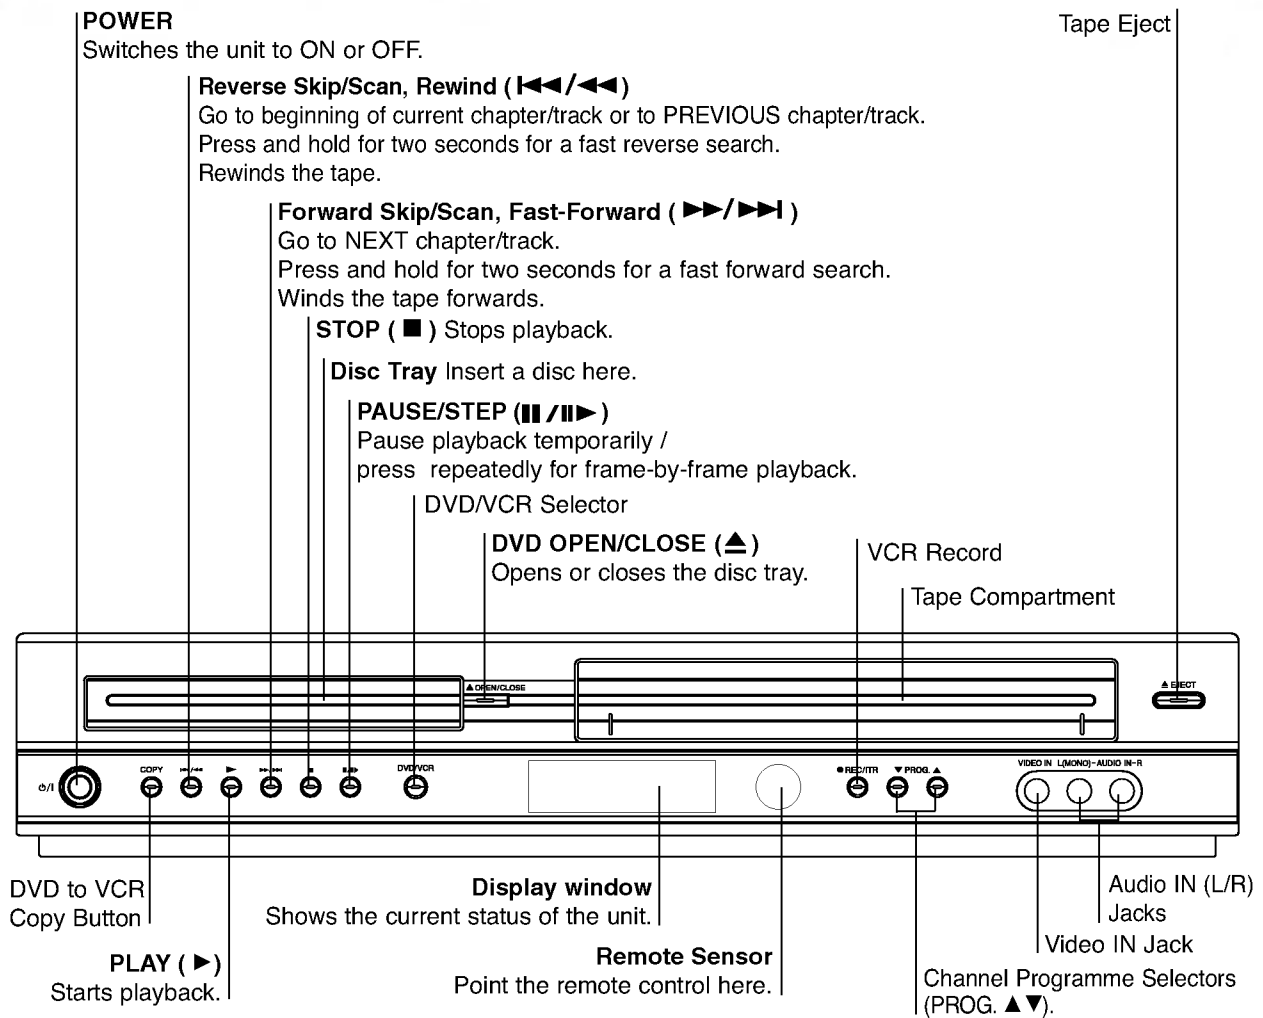 POWER
Switches the unit to ON or OFF.
Tape Eject
Reverse Skip/Scan, Rewind (⏮◀/◀◀)
Go to beginning of current chapter/track or to PREVIOUS chapter/track.
Press and hold for two seconds for a fast reverse search.
Rewinds the tape.
Forward Skip/Scan, Fast-Forward ( ▶▶/▶▶I )
Go to NEXT chapter/track.
Press and hold for two seconds for a fast forward search.
Winds the tape forwards.
STOP ( ■ ) Stops playback.
Disc Tray Insert a disc here.
PAUSE/STEP (❚❚ /❚❚▶ )
Pause playback temporarily /
press repeatedly for frame-by-frame playback.
DVD/VCR Selector
DVD OPEN/CLOSE (⏏)
Opens or closes the disc tray.
VCR Record
Tape Compartment
▲ OPEN/CLOSE
▲ EJECT
⏻/I
COPY
I◀◀/◀◀
▶
▶▶/▶▶I
■
❚❚/❚❚▶
DVD/VCR
● REC/ITR
▼ PROG. ▲
VIDEO IN L(MONO)-AUDIO IN-R
DVD to VCR
Copy Button
PLAY ( ▶ )
Starts playback.
Display window
Shows the current status of the unit.
Remote Sensor
Point the remote control here.
Audio IN (L/R)
Jacks
Video IN Jack
Channel Programme Selectors
(PROG. ▲▼).